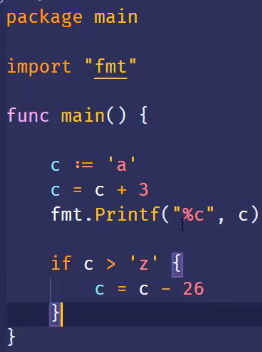 package main
import "fmt"
func main() {
    c := 'a'
    c = c + 3
    fmt.Printf("%c", c)
    if c > 'z' {
        c = c - 26
    }
}